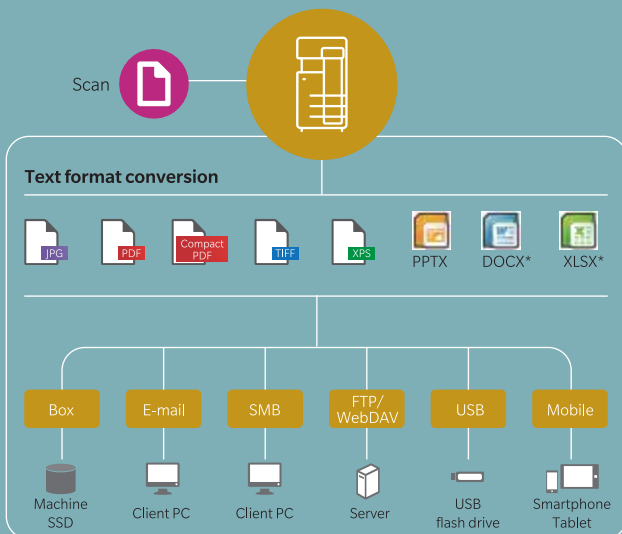 Scan
Text format conversion
JPG
PDF
Compact
PDF
TIFF
XPS
PPTX
DOCX*
XLSX*
Box
E-mail
SMB
FTP/
WebDAV
USB
Mobile
Machine
SSD
Client PC
Client PC
Server
USB
flash drive
Smartphone
Tablet